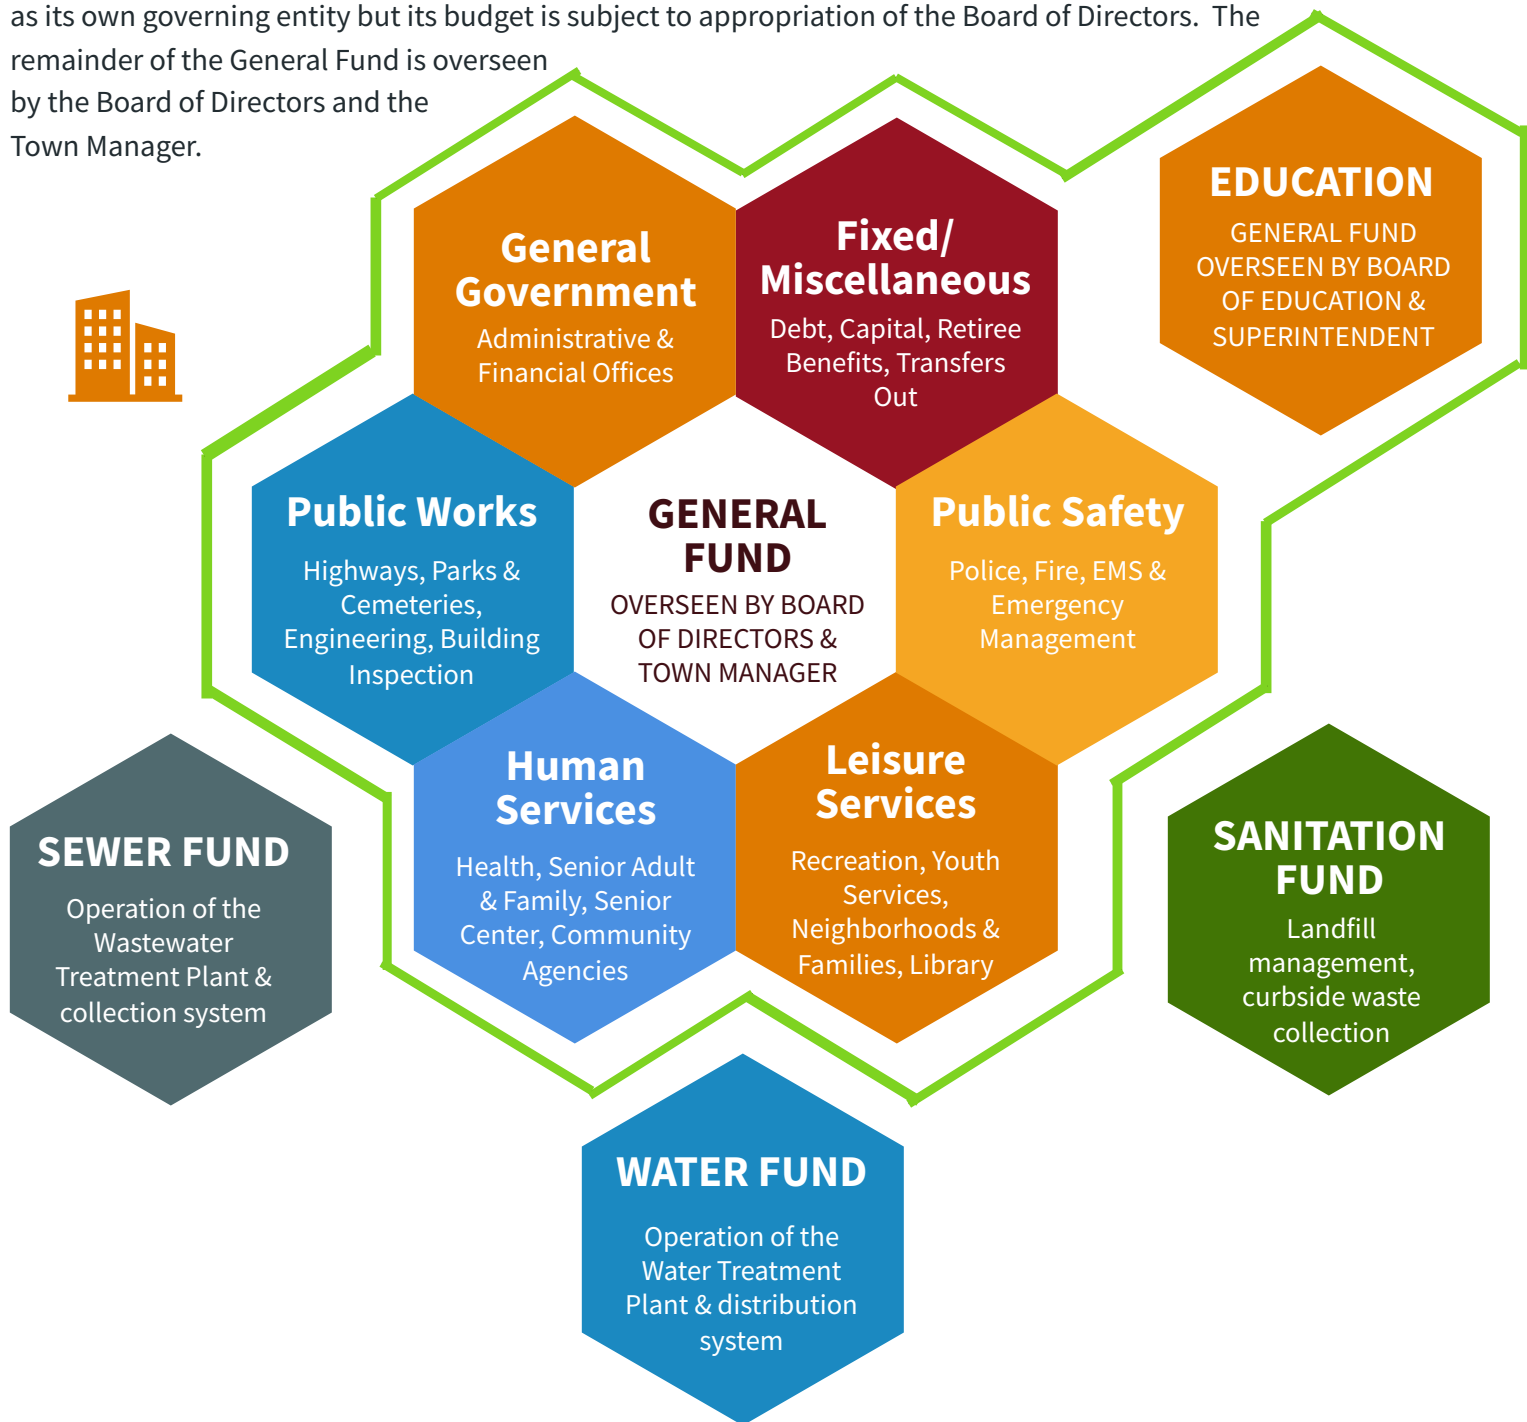 as its own governing entity but its budget is subject to appropriation of the Board of Directors. The
remainder of the General Fund is overseen
by the Board of Directors and the
Town Manager.
General
Government
Administrative &
Financial Offices
Fixed/
Miscellaneous
Debt, Capital, Retiree
Benefits, Transfers
Out
EDUCATION
GENERAL FUND
OVERSEEN BY BOARD
OF EDUCATION &
SUPERINTENDENT
Public Works
Highways, Parks &
Cemeteries,
Engineering, Building
Inspection
GENERAL
FUND
OVERSEEN BY BOARD
OF DIRECTORS &
TOWN MANAGER
Public Safety
Police, Fire, EMS &
Emergency
Management
Human
Services
Health, Senior Adult
& Family, Senior
Center, Community
Agencies
Leisure
Services
Recreation, Youth
Services,
Neighborhoods &
Families, Library
SEWER FUND
Operation of the
Wastewater
Treatment Plant &
collection system
SANITATION
FUND
Landfill
management,
curbside waste
collection
WATER FUND
Operation of the
Water Treatment
Plant & distribution
system